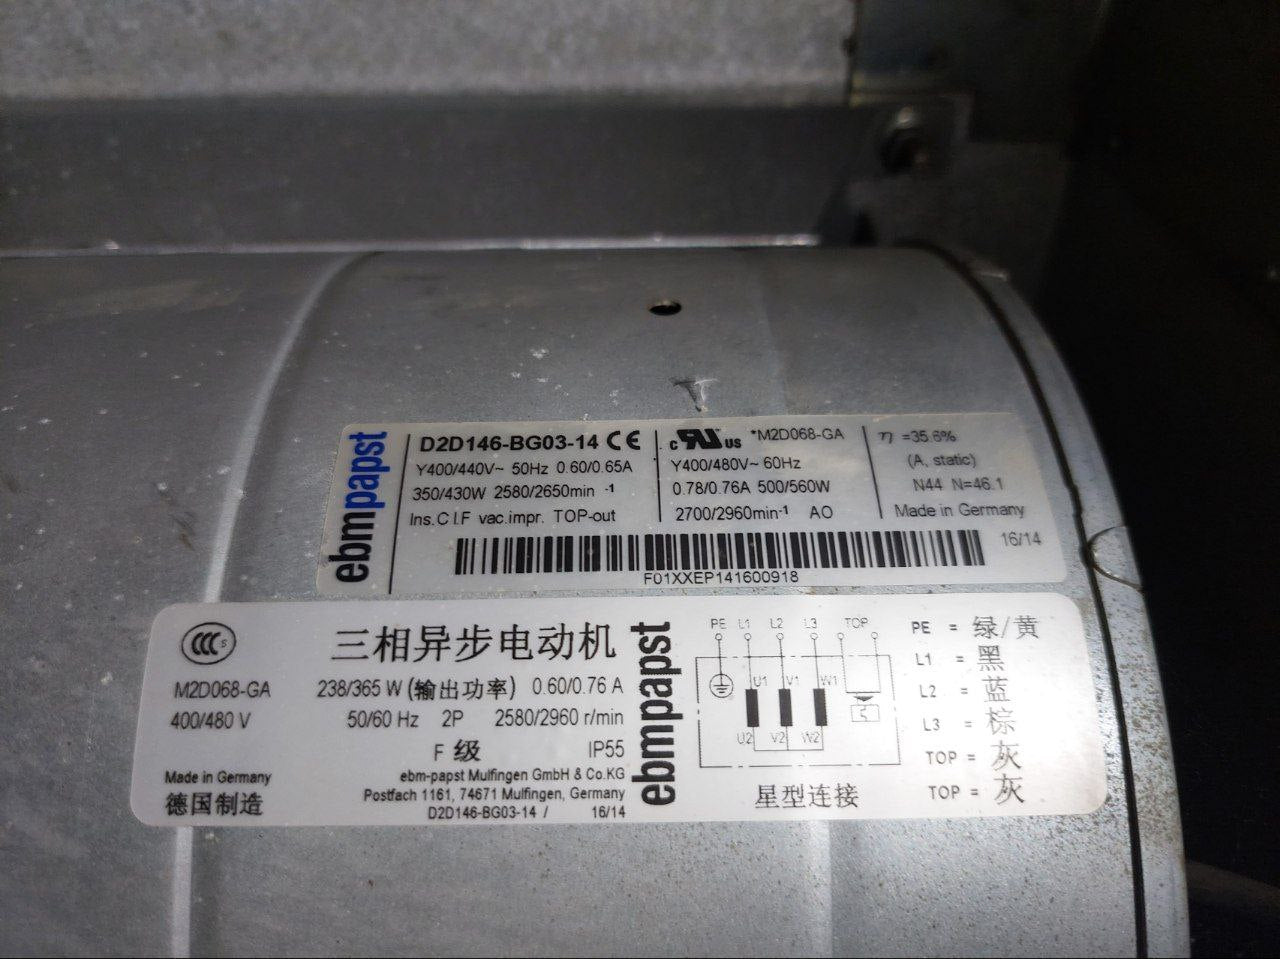 ebmpapst
D2D146-BG03-14 CE
Y400/440V~ 50Hz 0.60/0.65A
350/430W 2580/2650min -1
Ins.Cl.F vac.impr. TOP-out
c RU us *M2D068-GA
Y400/480V~ 60Hz
0.78/0.76A 500/560W
2700/2960min-1 AO
η =35.6%
(A, static)
N44 N=46.1
Made in Germany
16/14
F01XXEP141600918
CCC S
三相异步电动机
M2D068-GA 238/365 W (输出功率) 0.60/0.76 A
400/480 V 50/60 Hz 2P 2580/2960 r/min
F 级 IP55
Made in Germany ebm-papst Mulfingen GmbH & Co.KG
德国制造 Postfach 1161, 74671 Mulfingen, Germany
D2D146-BG03-14 / 16/14
ebmpapst
PE L1 L2 L3 TOP
U1 V1 W1
U2 V2 W2
星型连接
PE = 绿/黄
L1 = 黑
L2 = 蓝
L3 = 棕
TOP = 灰
TOP = 灰